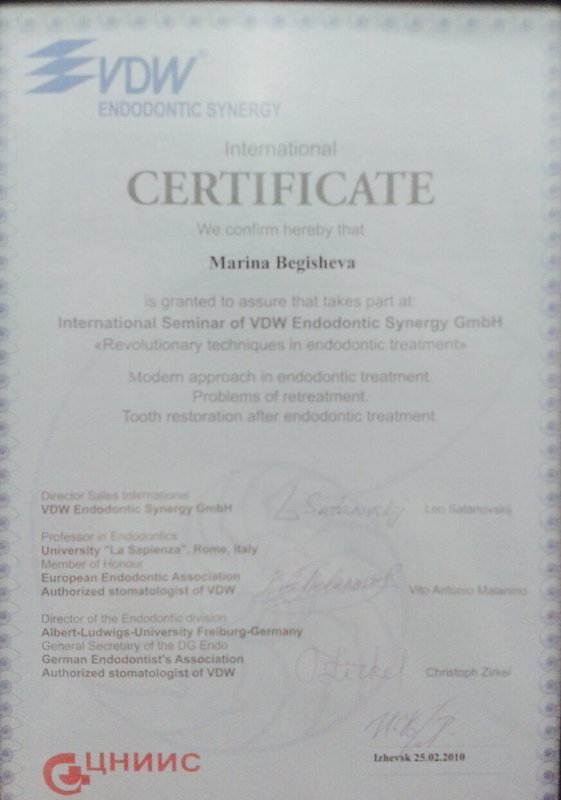 VDW®
ENDODONTIC SYNERGY
International
CERTIFICATE
We confirm hereby that
Marina Begisheva
is granted to assure that takes part at:
International Seminar of VDW Endodontic Synergy GmbH
«Revolutionary techniques in endodontic treatment»
Modern approach in endodontic treatment.
Problems of retreatment.
Tooth restoration after endodontic treatment.
Director Sales International
VDW Endodontic Synergy GmbH
L Satanovskij Leo Satanovskij
Professor in Endodontics
University "La Sapienza", Rome, Italy
Member of Honour
European Endodontic Association
Authorized stomatologist of VDW
Vito Antonio Malanino
Director of the Endodontic division
Albert-Ludwigs-University Freiburg-Germany
General Secretary of the DG Endo
German Endodontist's Association
Authorized stomatologist of VDW
Zirkel Christoph Zirkel
Izhevsk 25.02.2010
ЦНИИС